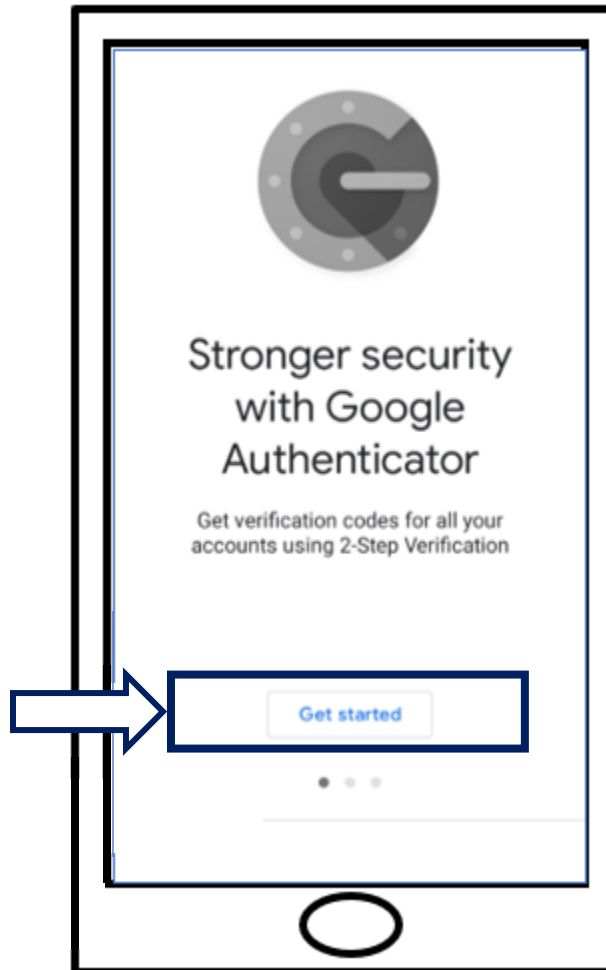 Stronger security
with Google
Authenticator
Get verification codes for all your
accounts using 2-Step Verification
Get started